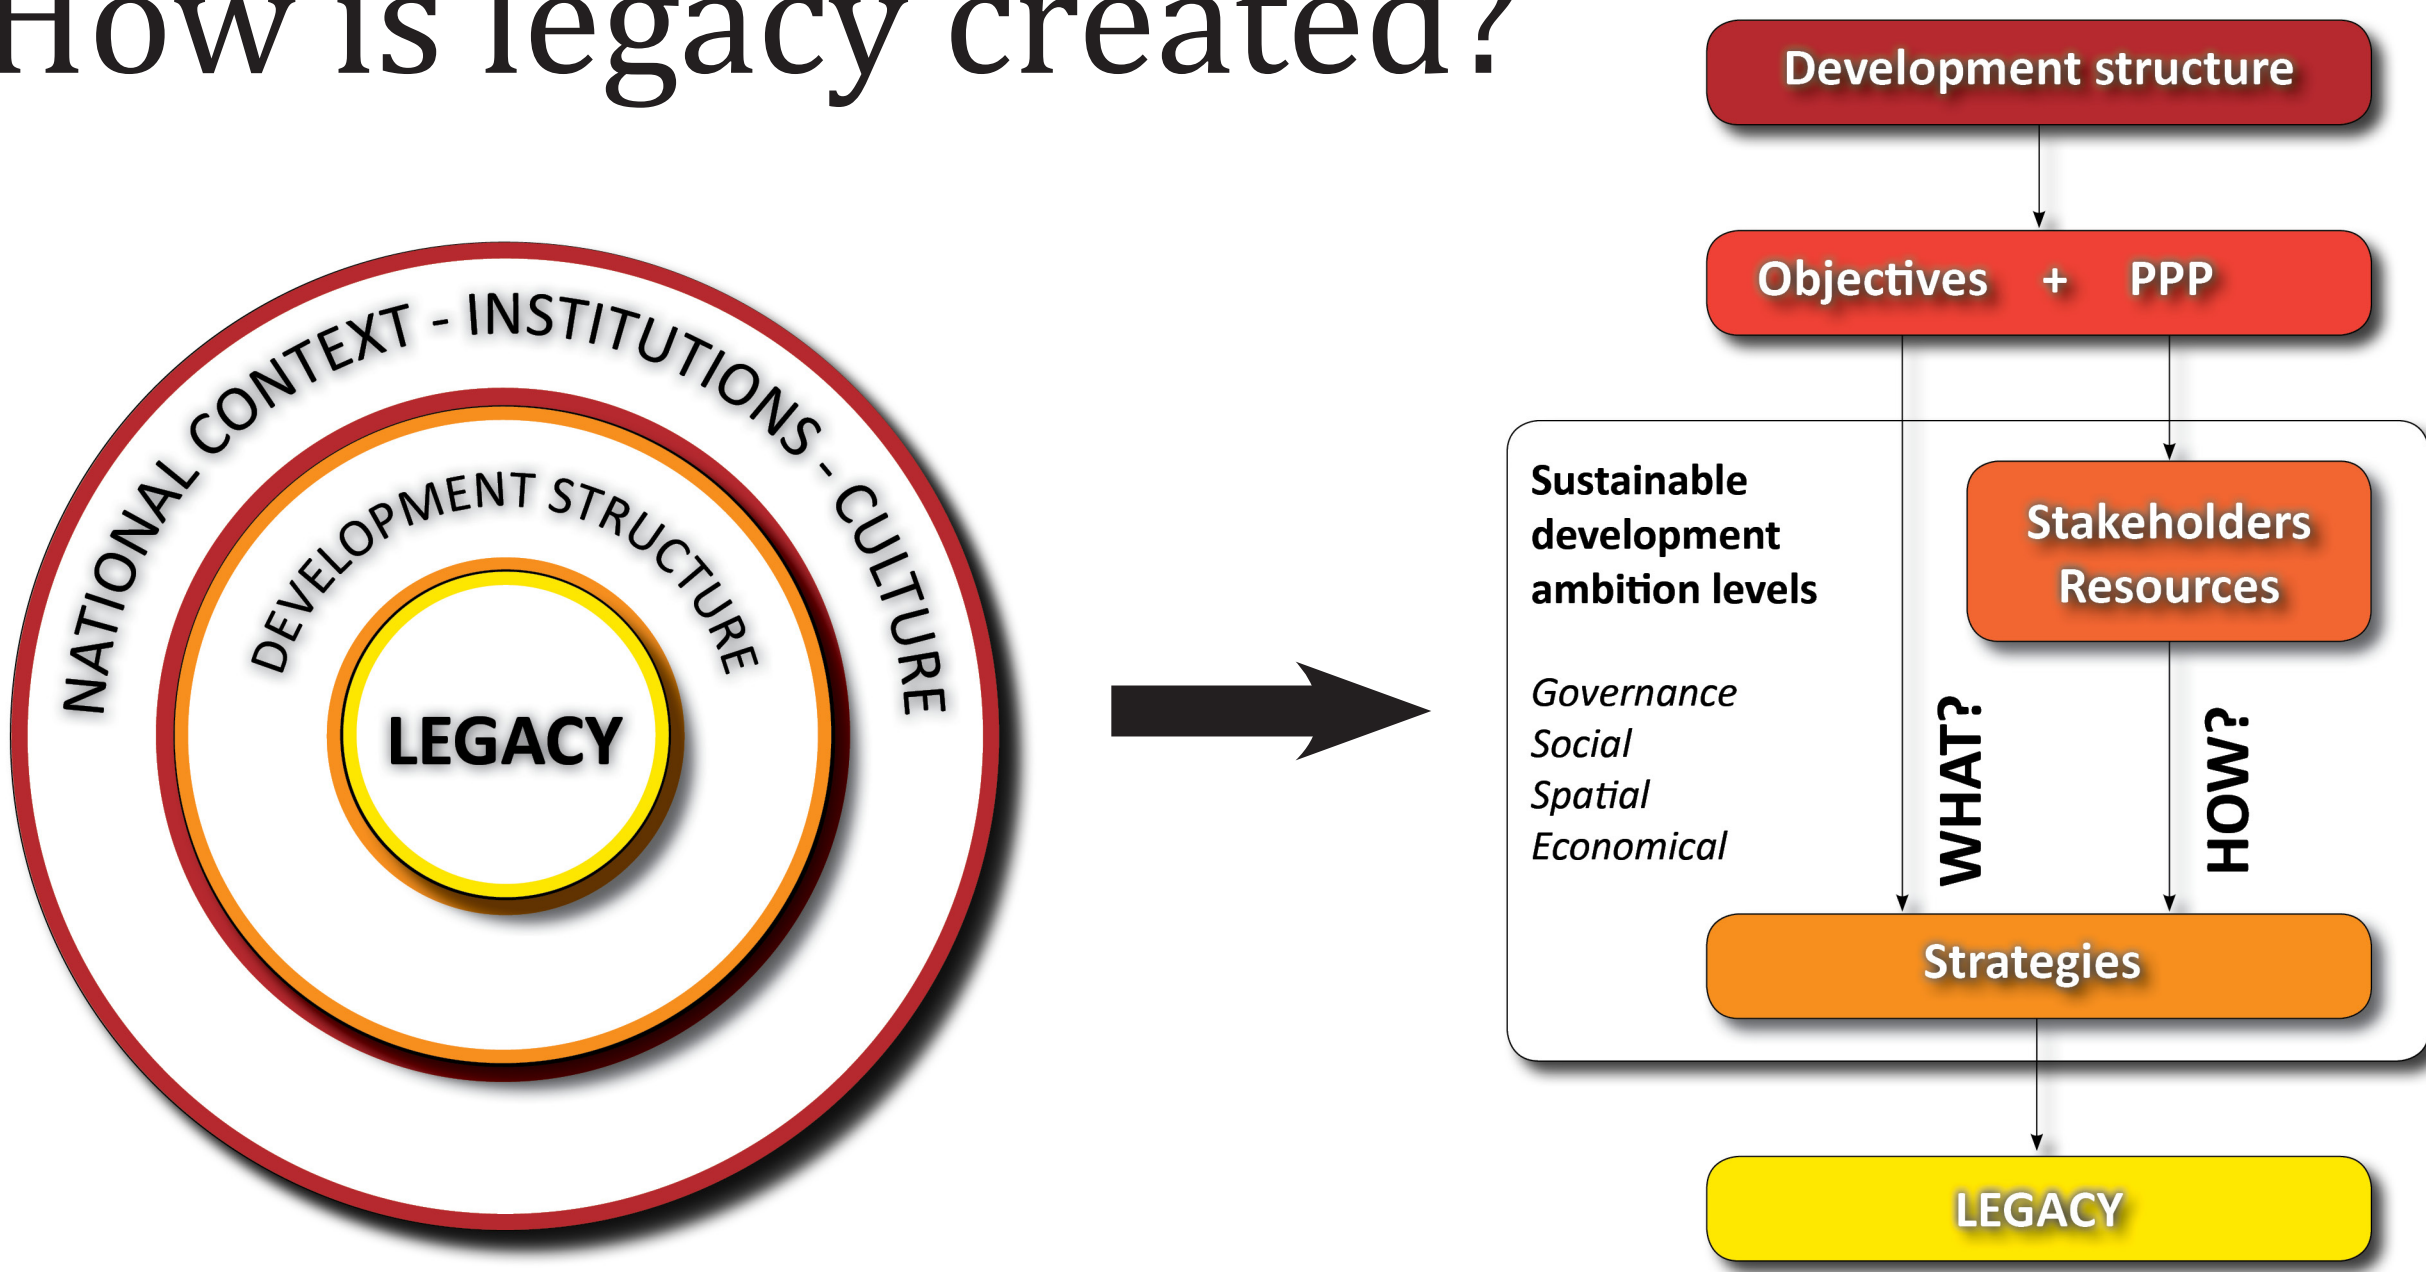 How is legacy created?
NATIONAL CONTEXT - INSTITUTIONS - CULTURE
DEVELOPMENT STRUCTURE
LEGACY
Development structure
Objectives + PPP
Sustainable
development
ambition levels
Governance
Social
Spatial
Economical
Stakeholders
Resources
WHAT?
HOW?
Strategies
LEGACY